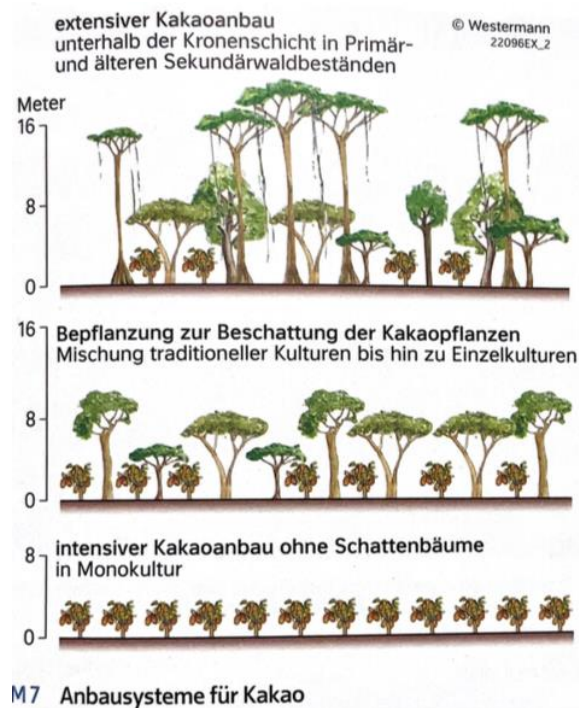 extensiver Kakaoanbau
unterhalb der Kronenschicht in Primär-
und älteren Sekundärwaldbeständen
© Westermann
22096EX_2
Meter
16
8
0
16
Bepflanzung zur Beschattung der Kakaopflanzen
Mischung traditioneller Kulturen bis hin zu Einzelkulturen
8
0
8
intensiver Kakaoanbau ohne Schattenbäume
in Monokultur
0
M7 Anbausysteme für Kakao